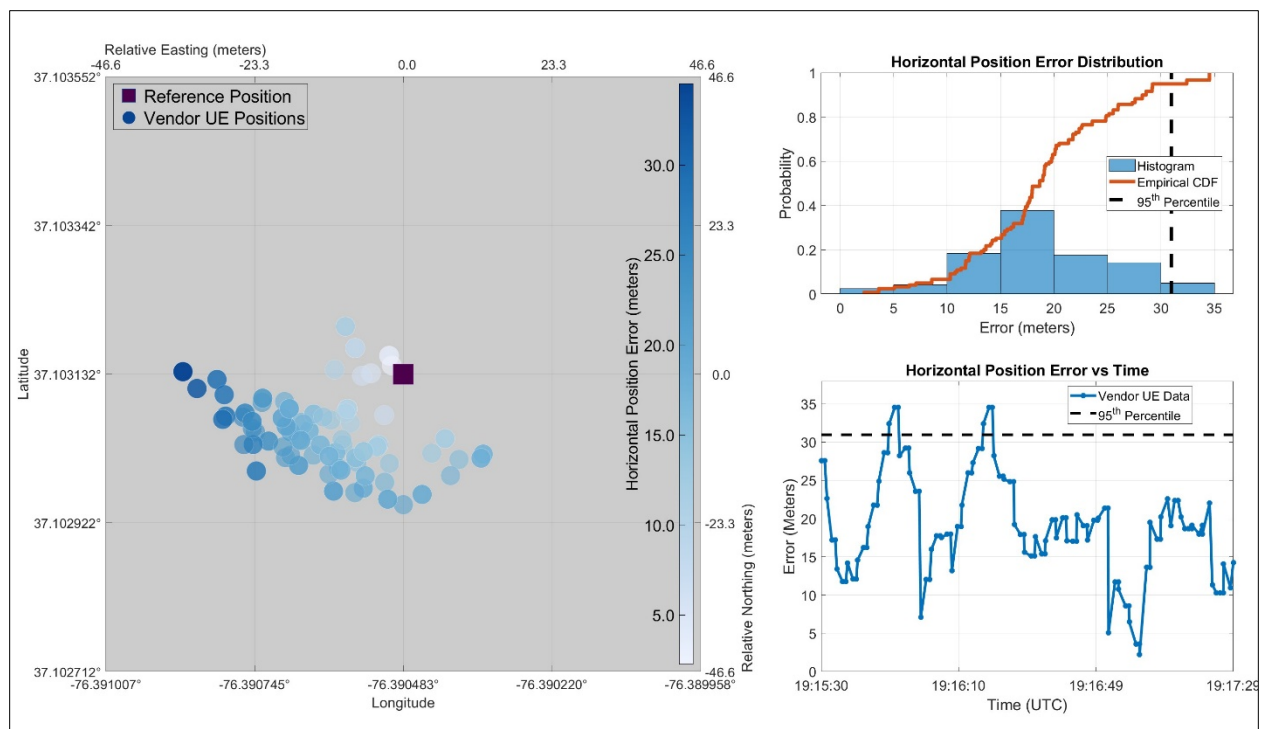 Relative Easting (meters)
-46.6 -23.3 0.0 23.3 46.6
37.103552° 46.6
Reference Position
Vendor UE Positions
30.0
37.103342° 23.3
25.0
20.0
37.103132° 0.0
15.0
10.0
37.102922° -23.3
5.0
37.102712° -46.6
-76.391007° -76.390745° -76.390483° -76.390220° -76.389958°
Longitude
Latitude
Horizontal Position Error (meters)
Relative Northing (meters)
Horizontal Position Error Distribution
1
0.8
0.6
0.4
0.2
0
Probability
Histogram
Empirical CDF
95th Percentile
0 5 10 15 20 25 30 35
Error (meters)
Horizontal Position Error vs Time
Vendor UE Data
95th Percentile
35
30
25
20
15
10
5
0
Error (Meters)
19:15:30 19:16:10 19:16:49 19:17:29
Time (UTC)